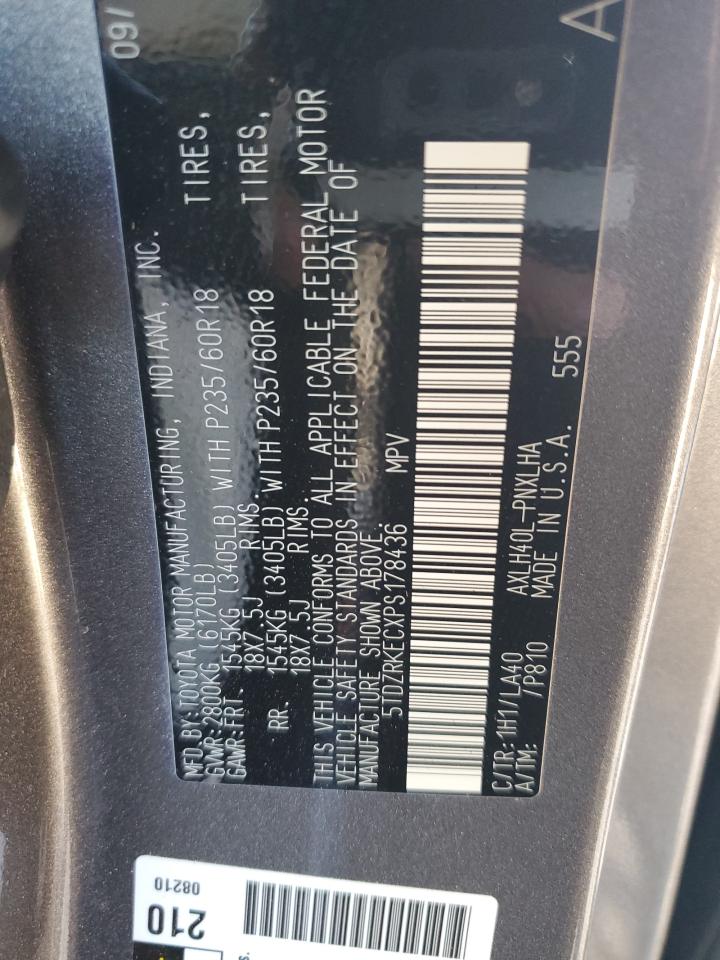 MFD. BY: TOYOTA MOTOR MANUFACTURING, INDIANA, INC. 09/
GVWR: 2800KG (6170LB)
GAWR: FRT. 1545KG (3405LB) WITH P235/60R18 TIRES,
18X7.5J RIMS.
RR. 1545KG (3405LB) WITH P235/60R18 TIRES,
18X7.5J RIMS.
THIS VEHICLE CONFORMS TO ALL APPLICABLE FEDERAL MOTOR
VEHICLE SAFETY STANDARDS IN EFFECT ON THE DATE OF
MANUFACTURE SHOWN ABOVE.
5TDZRKECXPS178436 MPV
C/TR: 1H1/LA40 AXLH40L-PNXLHA A
A/TM: /P810 MADE IN U.S.A. 555
210
08210